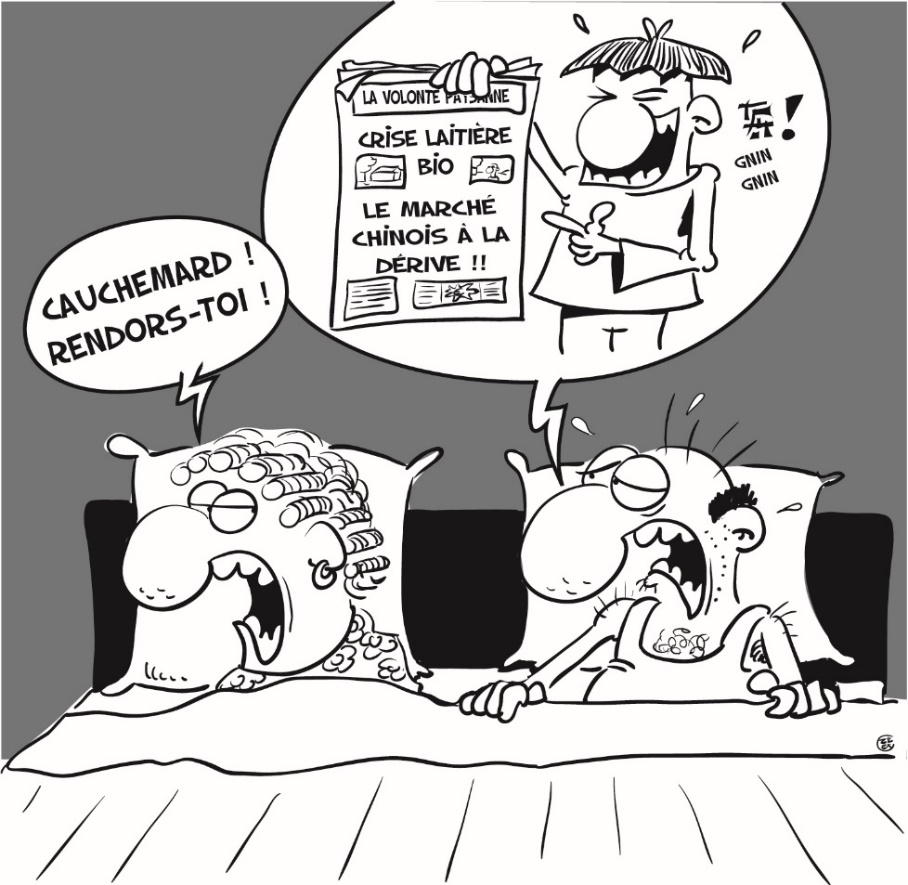 LA VOLONTE PAYSANNE
CRISE LAITIÈRE
BIO
LE MARCHÉ
CHINOIS À LA
DÉRIVE !!
!
GNIN
GNIN
CAUCHEMARD !
RENDORS-TOI !